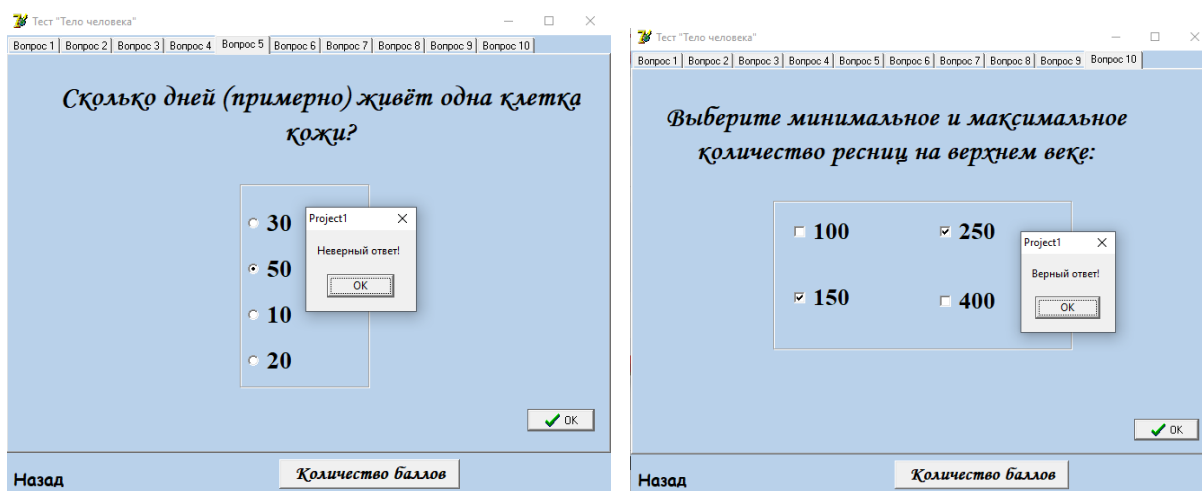 Тест "Тело человека"
Вопрос 1 Вопрос 2 Вопрос 3 Вопрос 4 Вопрос 5 Вопрос 6 Вопрос 7 Вопрос 8 Вопрос 9 Вопрос 10
Сколько дней (примерно) живёт одна клетка
кожи?
30
50
10
20
Project1
Неверный ответ!
OK
OK
Назад
Количество баллов
Тест "Тело человека"
Вопрос 1 Вопрос 2 Вопрос 3 Вопрос 4 Вопрос 5 Вопрос 6 Вопрос 7 Вопрос 8 Вопрос 9 Вопрос 10
Выберите минимальное и максимальное
количество ресниц на верхнем веке:
100 250
150 400
Project1
Верный ответ!
OK
OK
Назад
Количество баллов